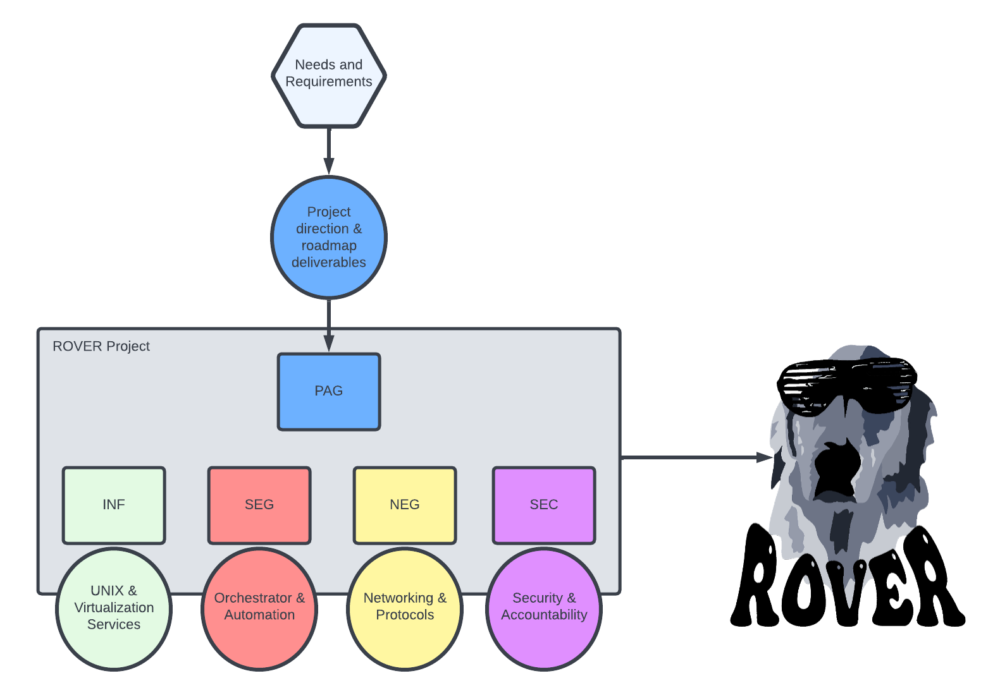 Needs and
Requirements
Project
direction &
roadmap
deliverables
ROVER Project
PAG
INF
SEG
NEG
SEC
UNIX &
Virtualization
Services
Orchestrator &
Automation
Networking &
Protocols
Security &
Accountability
ROVER